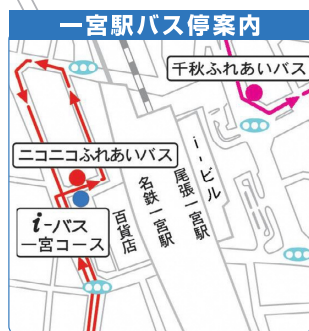 一宮駅バス停案内
千秋ふれあいバス
ニコニコふれあいバス
i-バス
一宮コース
百貨店
名鉄一宮駅
尾張一宮駅
i-ビル